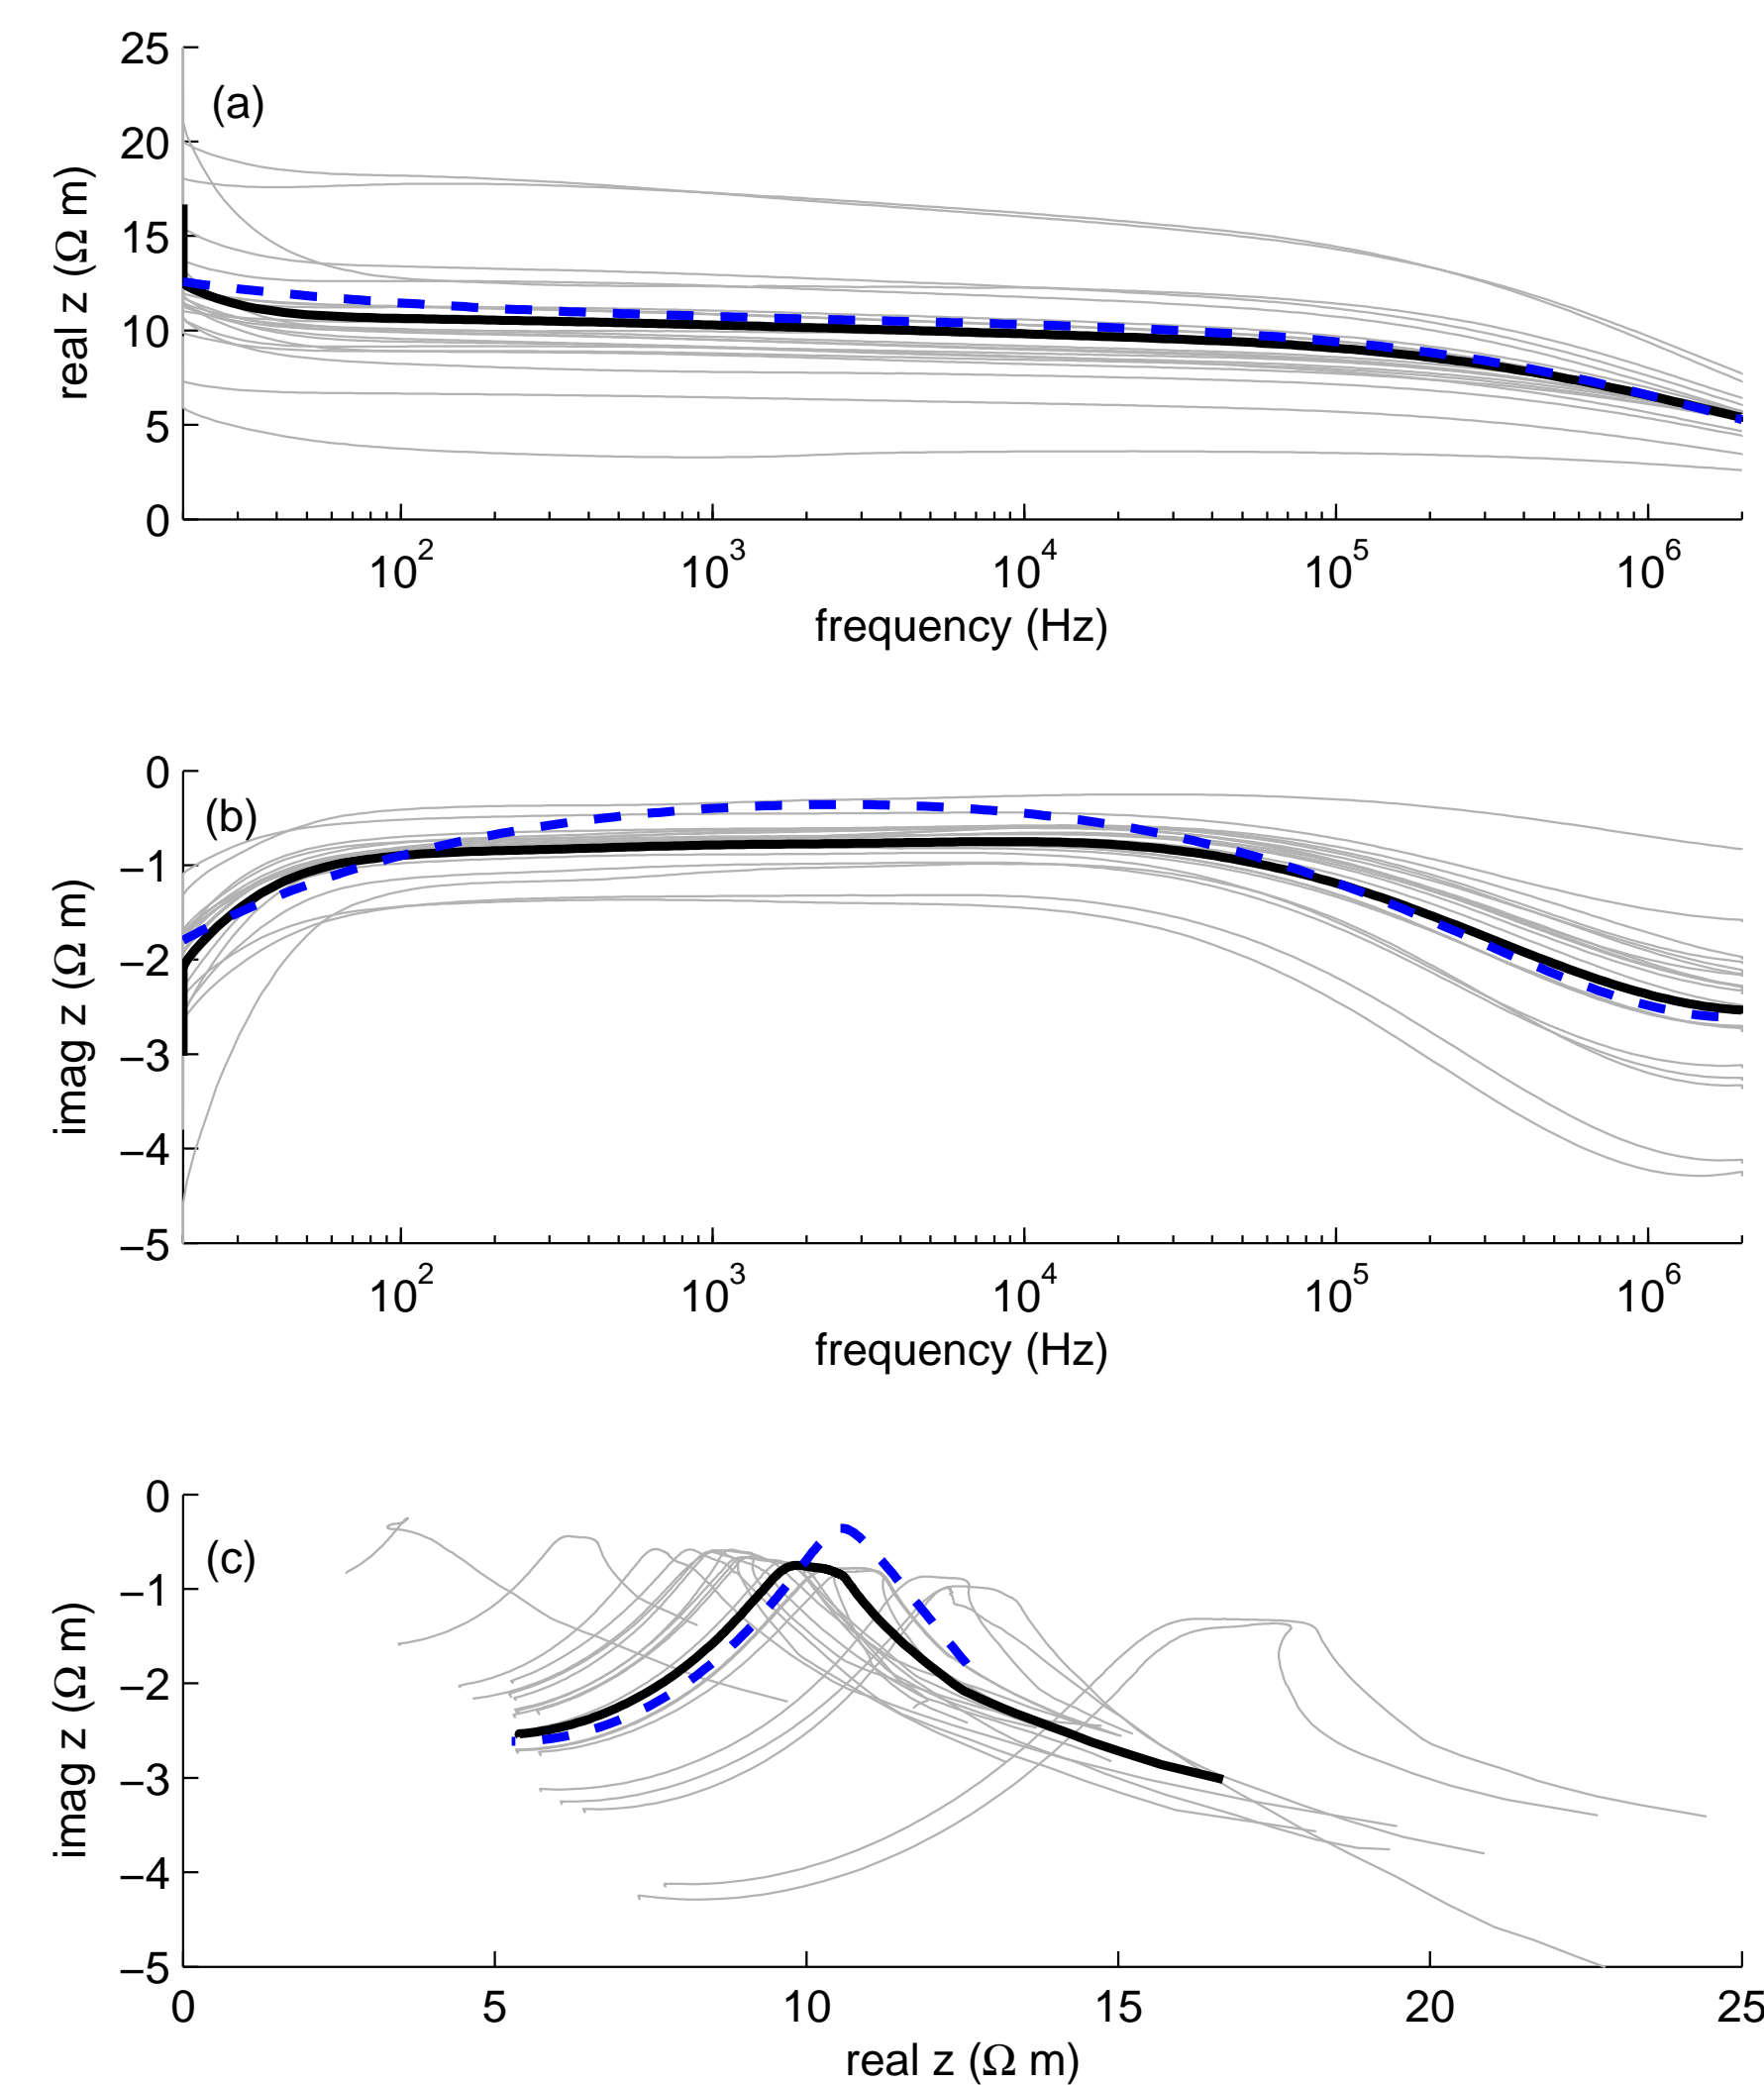 25
(a)
20
15
10
5
0
real z (Ω m)
10^2 10^3 10^4 10^5 10^6
frequency (Hz)
0
(b)
−1
−2
−3
−4
−5
imag z (Ω m)
10^2 10^3 10^4 10^5 10^6
frequency (Hz)
0
(c)
−1
−2
−3
−4
−5
imag z (Ω m)
0 5 10 15 20 25
real z (Ω m)